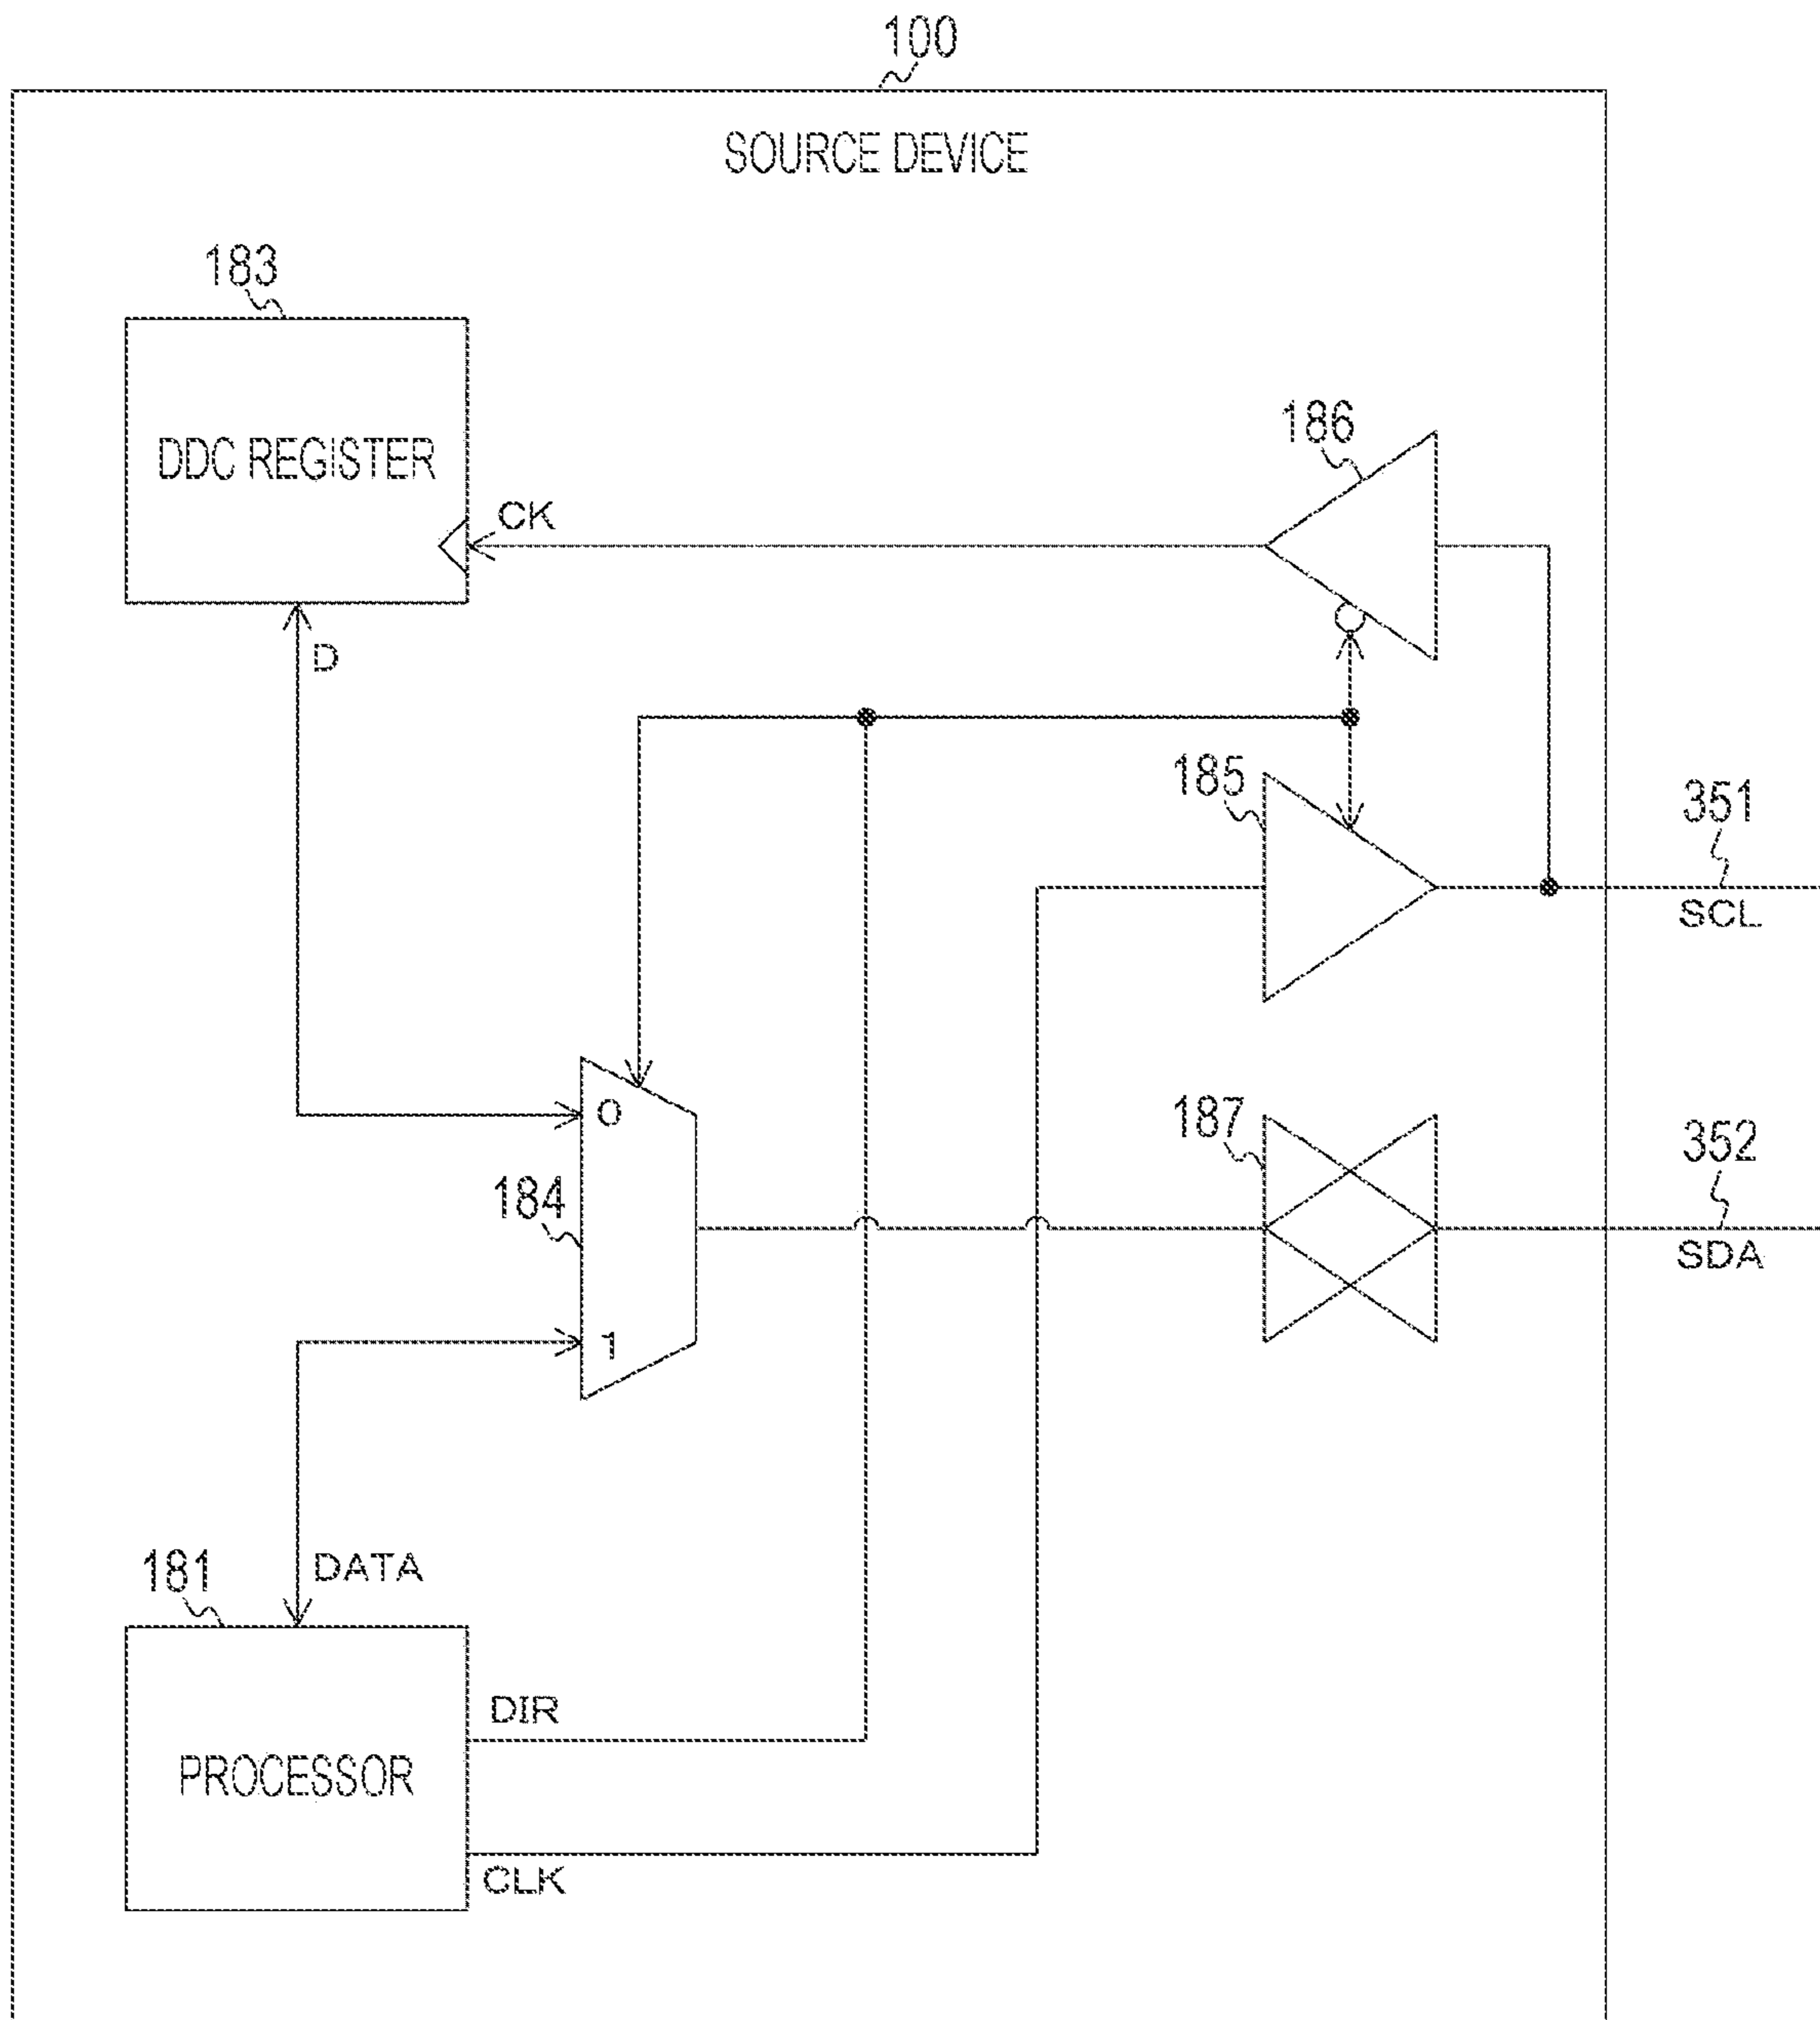 100
SOURCE DEVICE
183
DDC REGISTER
186
CK
D
185
351
SCL
0
187
352
184
SDA
1
181
DATA
DIR
PROCESSOR
CLK